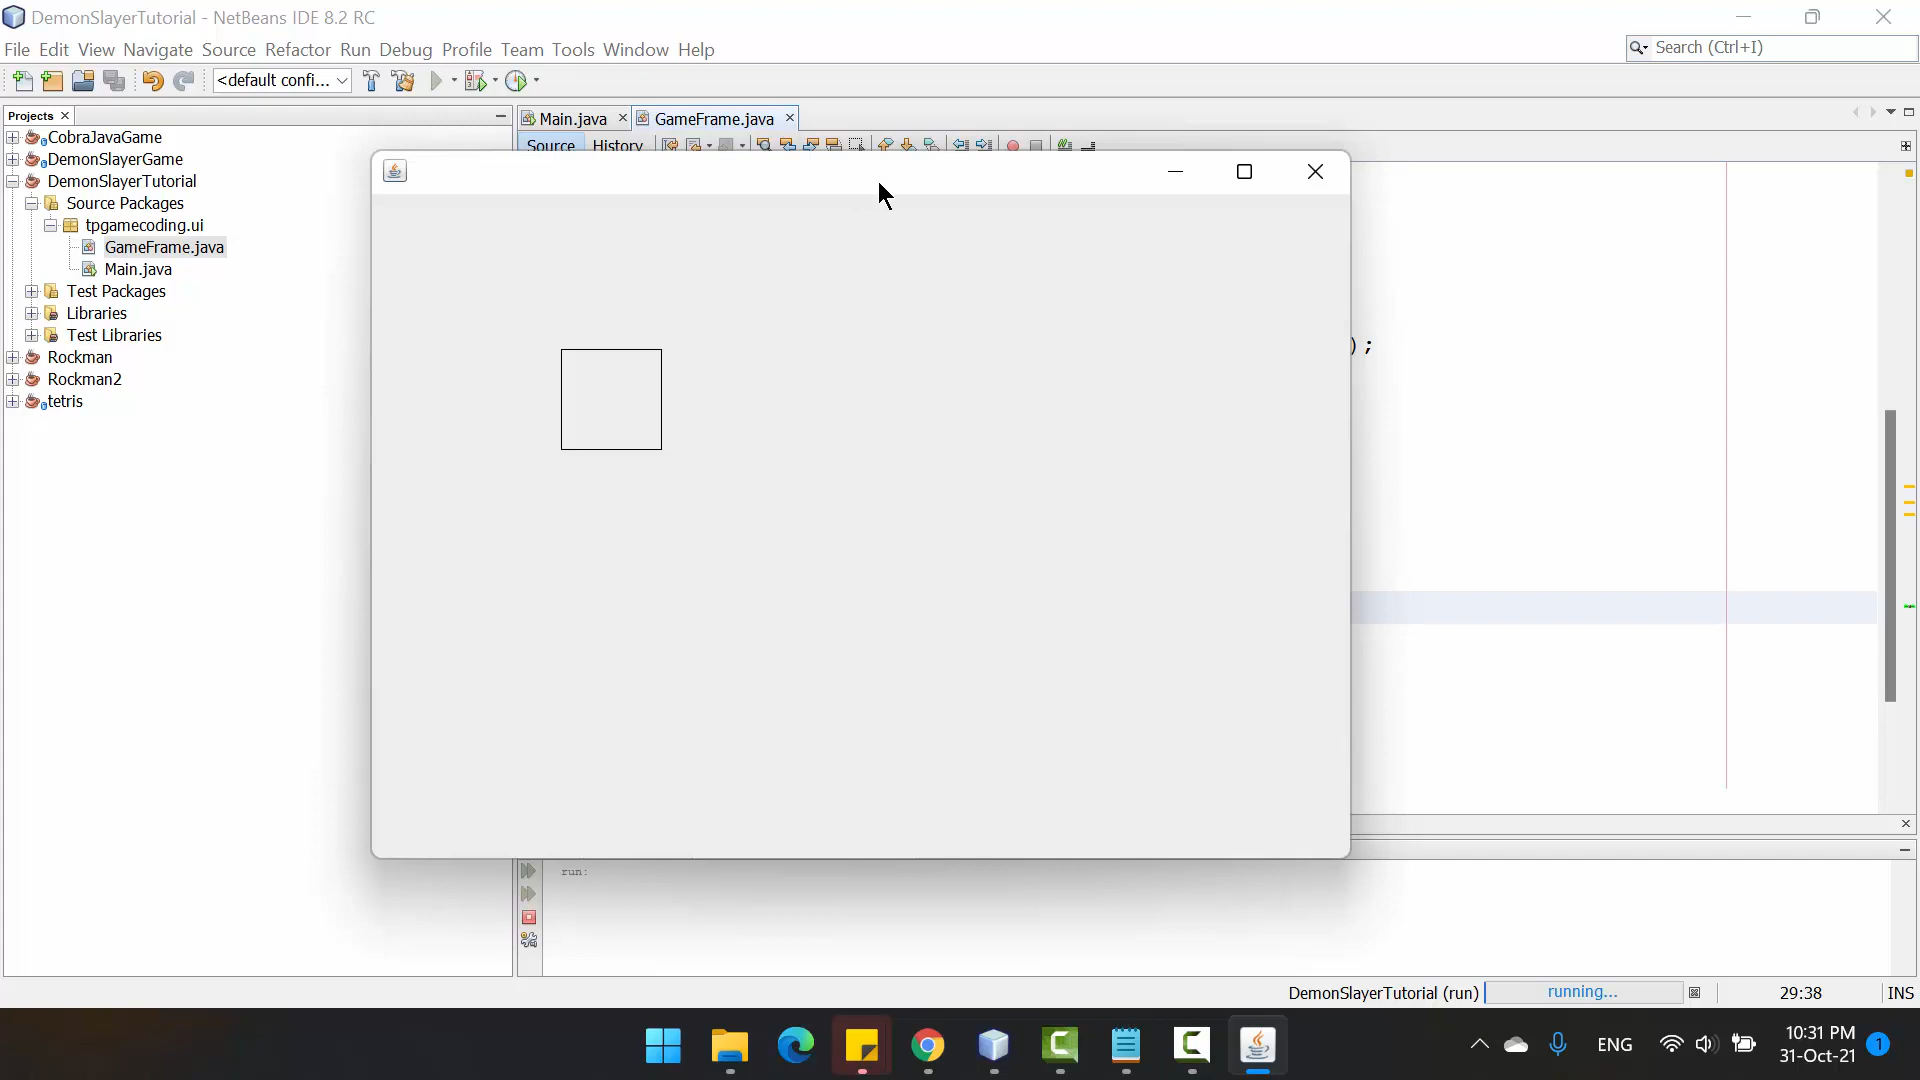 DemonSlayerTutorial - NetBeans IDE 8.2 RC
File Edit View Navigate Source Refactor Run Debug Profile Team Tools Window Help
Search (Ctrl+I)
<default confi...
Projects
Main.java
GameFrame.java
Source
History
CobraJavaGame
DemonSlayerGame
DemonSlayerTutorial
Source Packages
tpgamecoding.ui
GameFrame.java
Main.java
Test Packages
Libraries
Test Libraries
Rockman
Rockman2
tetris
);
run:
DemonSlayerTutorial (run)
running...
29:38
INS
ENG
10:31 PM
31-Oct-21
1